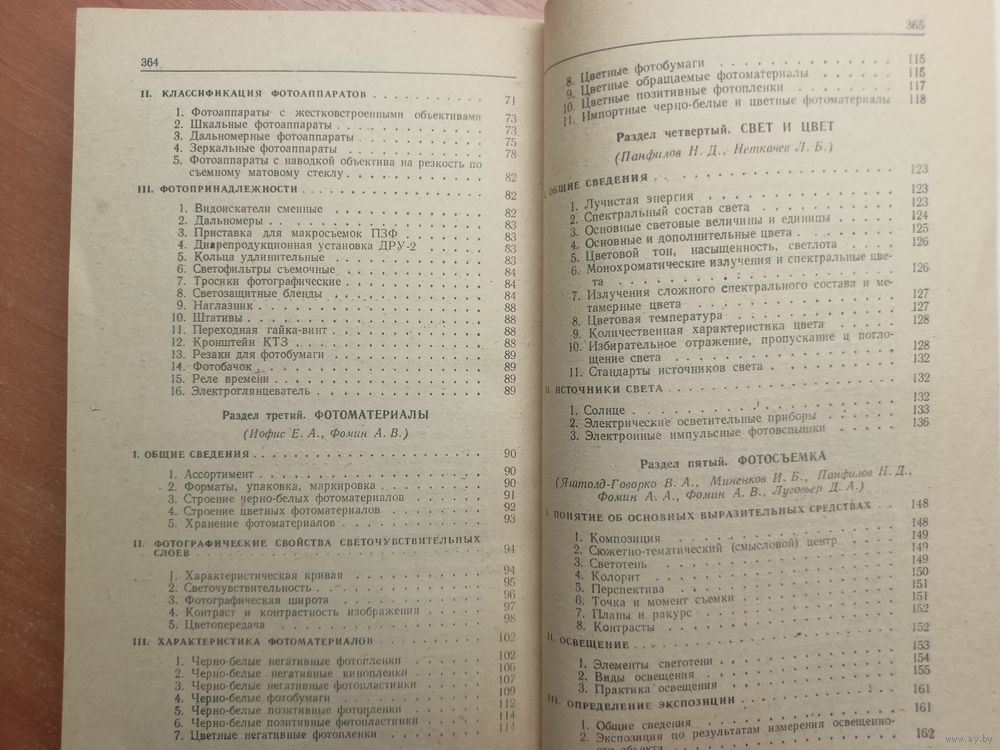 364
II. КЛАССИФИКАЦИЯ ФОТОАППАРАТОВ . . . . . . . . . . 71
1. Фотоаппараты с жестковстроенными объективами 73
2. Шкальные фотоаппараты . . . . . . . . . . 73
3. Дальномерные фотоаппараты . . . . . . . . . . 75
4. Зеркальные фотоаппараты . . . . . . . . . . 78
5. Фотоаппараты с наводкой объектива на резкость по
съемному матовому стеклу . . . . . . . . . . 82
III. ФОТОПРИНАДЛЕЖНОСТИ . . . . . . . . . . 82
1. Видоискатели сменные . . . . . . . . . . 82
2. Дальномеры . . . . . . . . . . 83
3. Приставка для макросъемок ПЗФ . . . . . . . . . . 83
4. Диарепродукционная установка ДРУ-2 . . . . . 83
5. Кольца удлинительные . . . . . . . . . . 83
6. Светофильтры съемочные . . . . . . . . . . 84
7. Тросики фотографические . . . . . . . . . . 84
8. Светозащитные бленды . . . . . . . . . . 84
9. Наглазник . . . . . . . . . . 88
10. Штативы . . . . . . . . . . 88
11. Переходная гайка-винт . . . . . . . . . . 88
12. Кронштейн КТЗ . . . . . . . . . . 88
13. Резаки для фотобумаги . . . . . . . . . . 89
14. Фотобачок . . . . . . . . . . 89
15. Реле времени . . . . . . . . . . 89
16. Электроглянцеватель . . . . . . . . . . 89
Раздел третий. ФОТОМАТЕРИАЛЫ
(Иофис Е. А., Фомин А. В.)
I. ОБЩИЕ СВЕДЕНИЯ . . . . . . . . . . 90
1. Ассортимент . . . . . . . . . . 90
2. Форматы, упаковка, маркировка . . . . . . . . . . 90
3. Строение черно-белых фотоматериалов . . . . . 91
4. Строение цветных фотоматериалов . . . . . 92
5. Хранение фотоматериалов . . . . . . . . . . 93
II. ФОТОГРАФИЧЕСКИЕ СВОЙСТВА СВЕТОЧУВСТВИТЕЛЬНЫХ
СЛОЕВ . . . . . . . . . . 94
1. Характеристическая кривая . . . . . . . . . . 94
2. Светочувствительность . . . . . . . . . . 95
3. Фотографическая широта . . . . . . . . . . 96
4. Контраст и контрастность изображения . . . . . 97
5. Цветопередача . . . . . . . . . . 98
III. ХАРАКТЕРИСТИКА ФОТОМАТЕРИАЛОВ . . . . . . . . . . 102
1. Черно-белые негативные фотопленки . . . . . 102
2. Черно-белые негативные кинопленки . . . . . 106
3. Черно-белые негативные фотопластинки . . . . . 107
4. Черно-белые фотобумаги . . . . . . . . . . 109
5. Черно-белые позитивные фотопленки . . . . . 112
6. Черно-белые позитивные фотопластинки . . . . . 114
7. Цветные негативные фотопленки . . . . . 114
365
8. Цветные фотобумаги . . . . . . . . . . 115
9. Цветные обращаемые фотоматериалы . . . . . 115
10. Цветные позитивные фотопленки . . . . . 117
11. Импортные черно-белые и цветные фотоматериалы 118
Раздел четвертый. СВЕТ И ЦВЕТ
(Панфилов Н. Д., Неткачев Л. Б.)
ОБЩИЕ СВЕДЕНИЯ . . . . . . . . . . 123
1. Лучистая энергия . . . . . . . . . . 123
2. Спектральный состав света . . . . . . . . . . 123
3. Основные световые величины и единицы . . . . . 124
4. Основные и дополнительные цвета . . . . . 125
5. Цветовой тон, насыщенность, светлота . . . . . 126
6. Монохроматические излучения и спектральные цве-
та . . . . . . . . . . 126
7. Излучения сложного спектрального состава и ме-
тамерные цвета . . . . . . . . . . 127
8. Цветовая температура . . . . . . . . . . 127
9. Количественная характеристика цвета . . . . . 128
10. Избирательное отражение, пропускание и погло-
щение света . . . . . . . . . . 128
11. Стандарты источников света . . . . . . . . . . 132
II. ИСТОЧНИКИ СВЕТА . . . . . . . . . . 132
1. Солнце . . . . . . . . . . 132
2. Электрические осветительные приборы . . . . . 133
3. Электронные импульсные фотовспышки . . . . . 136
Раздел пятый. ФОТОСЪЕМКА
(Яштолд-Говорко В. А., Миненков И. Б., Панфилов Н. Д.,
Фомин А. А., Фомин А. В., Луговьер Д. А.)
I. ПОНЯТИЕ ОБ ОСНОВНЫХ ВЫРАЗИТЕЛЬНЫХ СРЕДСТВАХ . . 148
1. Композиция . . . . . . . . . . 148
2. Сюжетно-тематический (смысловой) центр . . . . 149
3. Светотень . . . . . . . . . . 149
4. Колорит . . . . . . . . . . 149
5. Перспектива . . . . . . . . . . 150
6. Точка и момент съемки . . . . . . . . . . 151
7. Планы и ракурс . . . . . . . . . . 151
8. Контрасты . . . . . . . . . . 152
II. ОСВЕЩЕНИЕ . . . . . . . . . . 152
1. Элементы светотени . . . . . . . . . . 153
2. Виды освещения . . . . . . . . . . 154
3. Практика освещения . . . . . . . . . . 155
III. ОПРЕДЕЛЕНИЕ ЭКСПОЗИЦИИ . . . . . . . . . . 161
1. Общие сведения . . . . . . . . . . 161
2. Экспозиция по результатам измерения освещенно-
сти объекта . . . . . . . . . . 162
www.ay.by